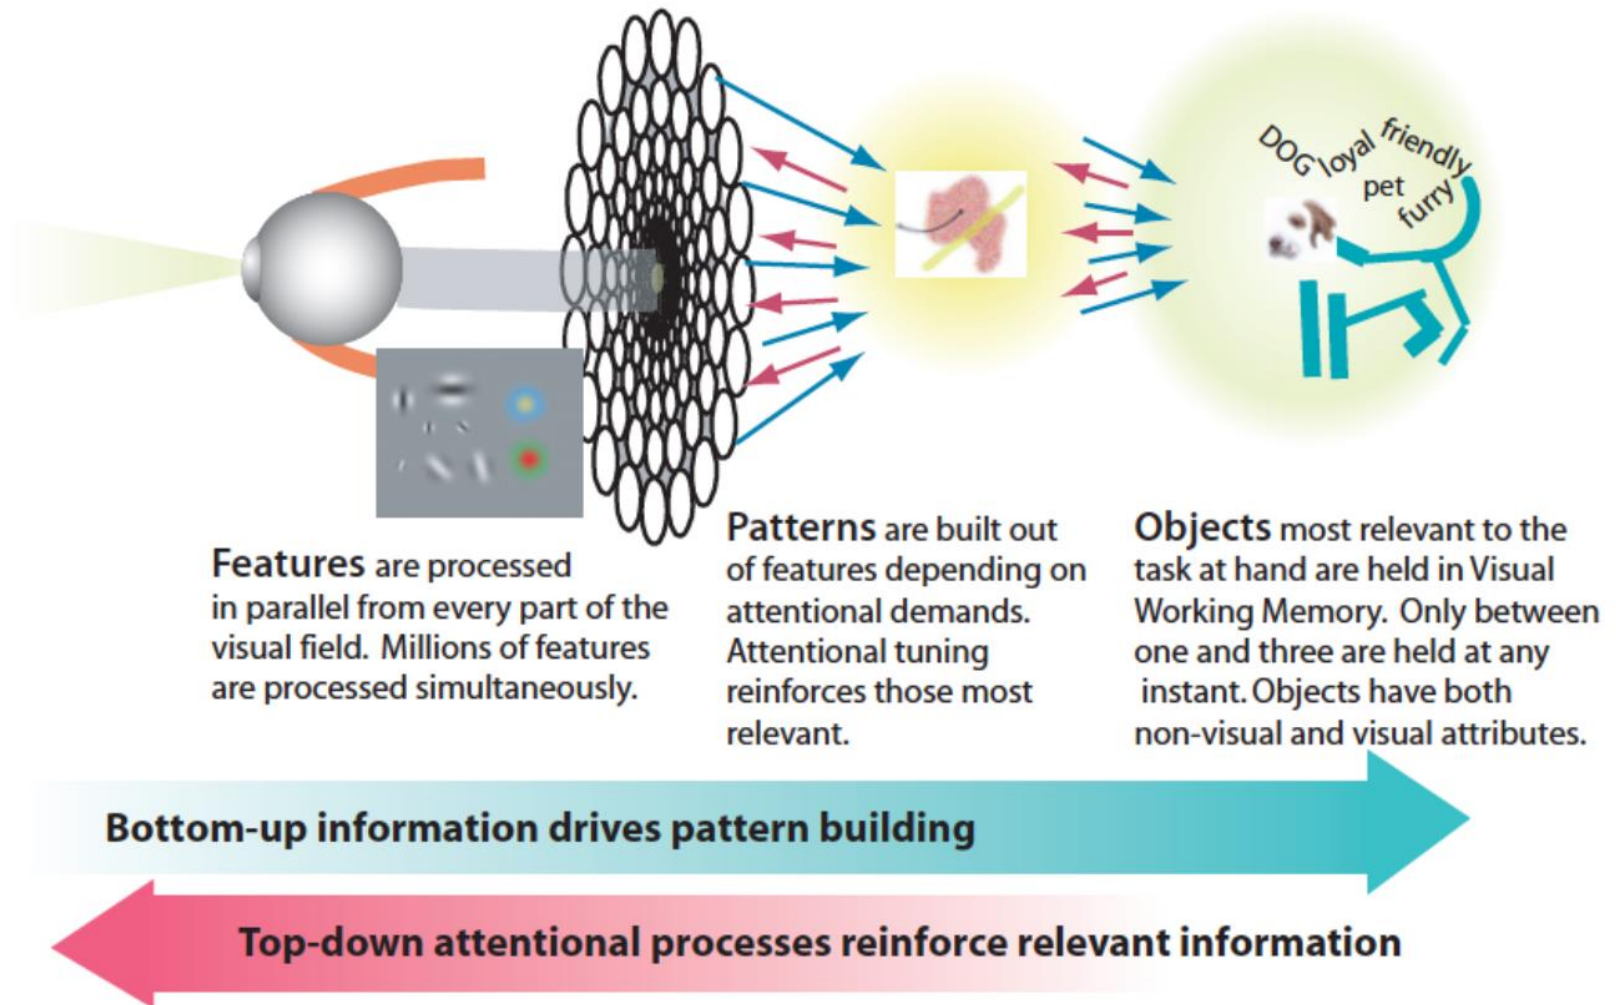 DOG loyal friendly
pet
furry
Features are processed
in parallel from every part of the
visual field. Millions of features
are processed simultaneously.
Patterns are built out
of features depending on
attentional demands.
Attentional tuning
reinforces those most
relevant.
Objects most relevant to the
task at hand are held in Visual
Working Memory. Only between
one and three are held at any
instant. Objects have both
non-visual and visual attributes.
Bottom-up information drives pattern building
Top-down attentional processes reinforce relevant information